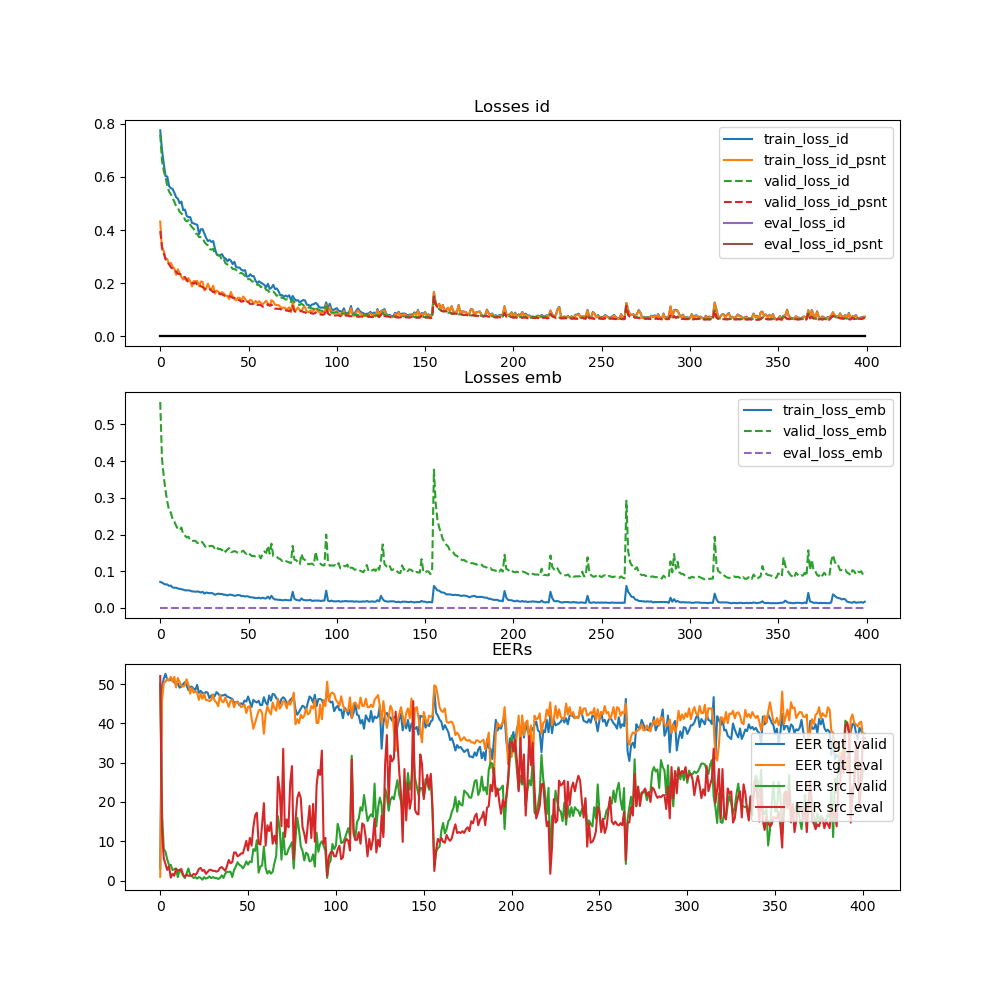 Losses id
0.8
0.6
0.4
0.2
0.0
train_loss_id
train_loss_id_psnt
valid_loss_id
valid_loss_id_psnt
eval_loss_id
eval_loss_id_psnt
0 50 100 150 200 250 300 350 400
Losses emb
0.5
0.4
0.3
0.2
0.1
0.0
train_loss_emb
valid_loss_emb
eval_loss_emb
0 50 100 150 200 250 300 350 400
EERs
50
40
30
20
10
0
EER tgt_valid
EER tgt_eval
EER src_valid
EER src_eval
0 50 100 150 200 250 300 350 400